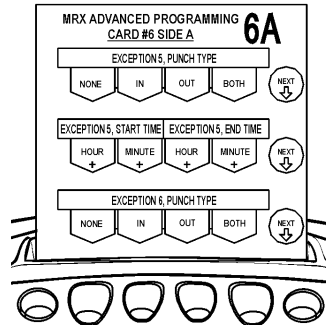 MRX ADVANCED PROGRAMMING
CARD #6 SIDE A
6A
EXCEPTION 5, PUNCH TYPE
NONE IN OUT BOTH NEXT
EXCEPTION 5, START TIME EXCEPTION 5, END TIME
HOUR + MINUTE + HOUR + MINUTE + NEXT
EXCEPTION 6, PUNCH TYPE
NONE IN OUT BOTH NEXT